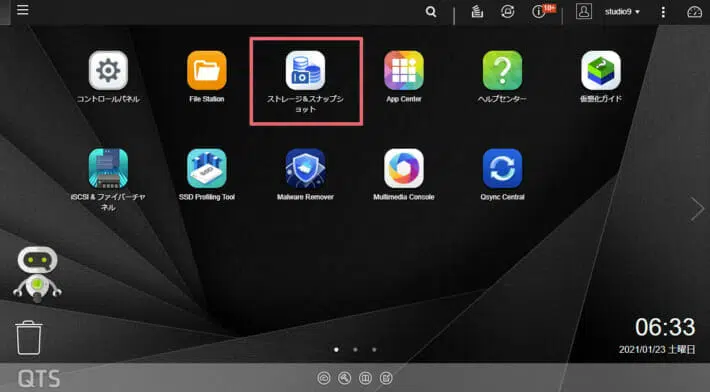 10+
studio9
コントロールパネル
File Station
ストレージ&スナップショット
App Center
ヘルプセンター
仮想化ガイド
iSCSI & ファイバーチャネル
SSD Profiling Tool
Malware Remover
Multimedia Console
Qsync Central
06:33
2021/01/23 土曜日
QTS